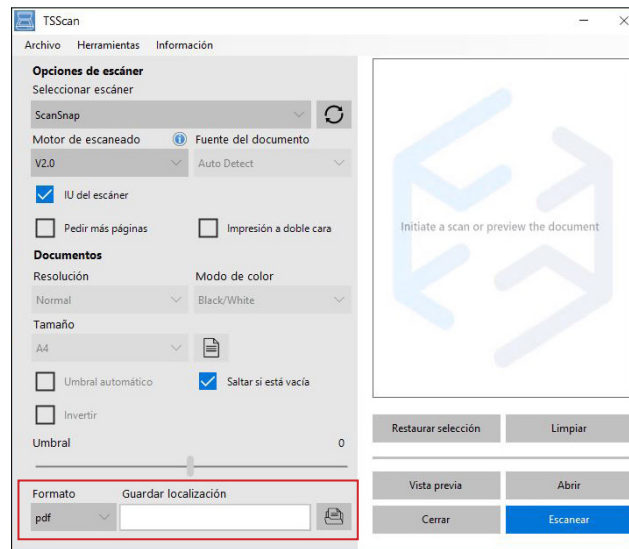 TSScan
Archivo Herramientas Información
Opciones de escáner
Seleccionar escáner
ScanSnap
Motor de escaneado Fuente del documento
V2.0 Auto Detect
IU del escáner
Pedir más páginas Impresión a doble cara
Documentos
Resolución Modo de color
Normal Black/White
Tamaño
A4
Umbral automático Saltar si está vacía
Invertir
Umbral 0
Formato Guardar localización
pdf
Initiate a scan or preview the document
Restaurar selección Limpiar
Vista previa Abrir
Cerrar Escanear